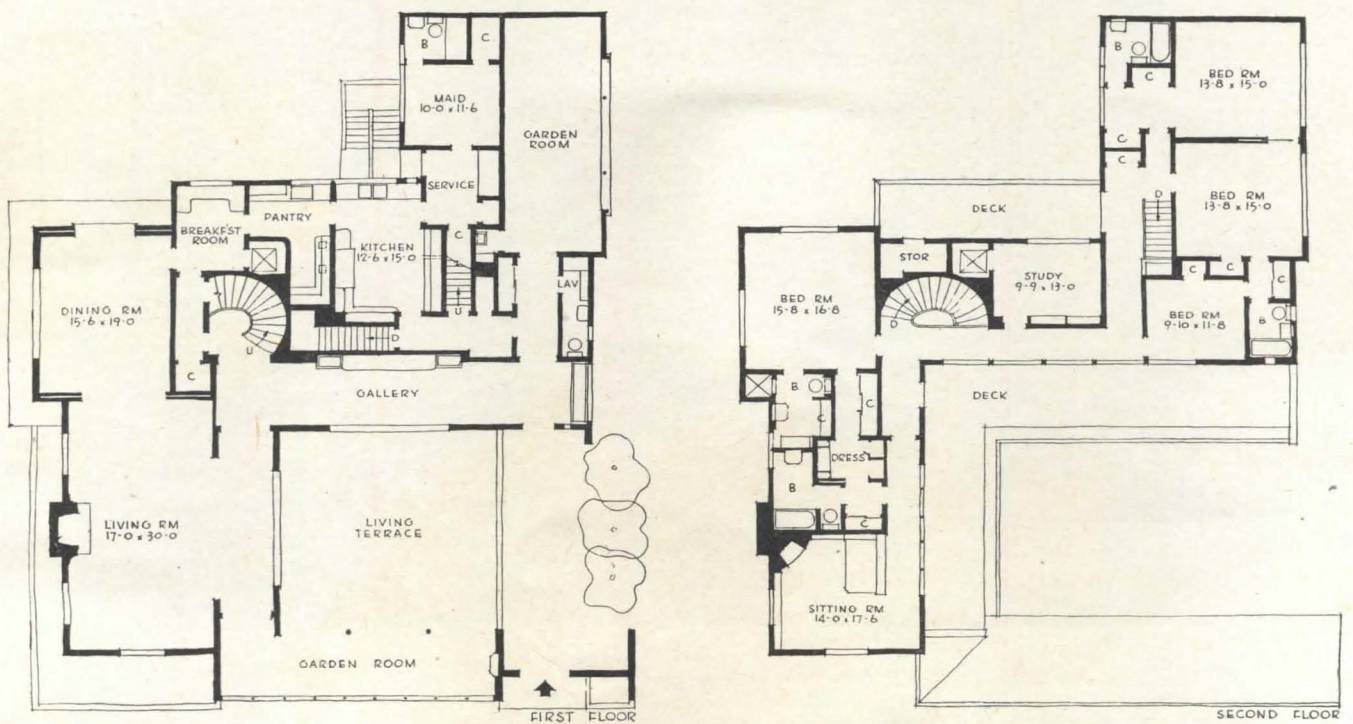 B
C
MAID
10-0 x 11-6
GARDEN
ROOM
SERVICE
PANTRY
BREAKFST
ROOM
KITCHEN
12-6 x 15-0
C
LAV
DINING RM
15-6 x 19-0
U
U
D
C
GALLERY
LIVING RM
17-0 x 30-0
LIVING
TERRACE
GARDEN ROOM
FIRST FLOOR
B
C
BED RM
13-8 x 15-0
C
C
BED RM
13-8 x 15-0
D
DECK
STOR
STUDY
9-9 x 13-0
C
C
C
BED RM
15-8 x 16-8
D
BED RM
9-10 x 11-8
B
B
C
C
DECK
DRESS
B
C
SITTING RM
14-0 x 17-6
SECOND FLOOR